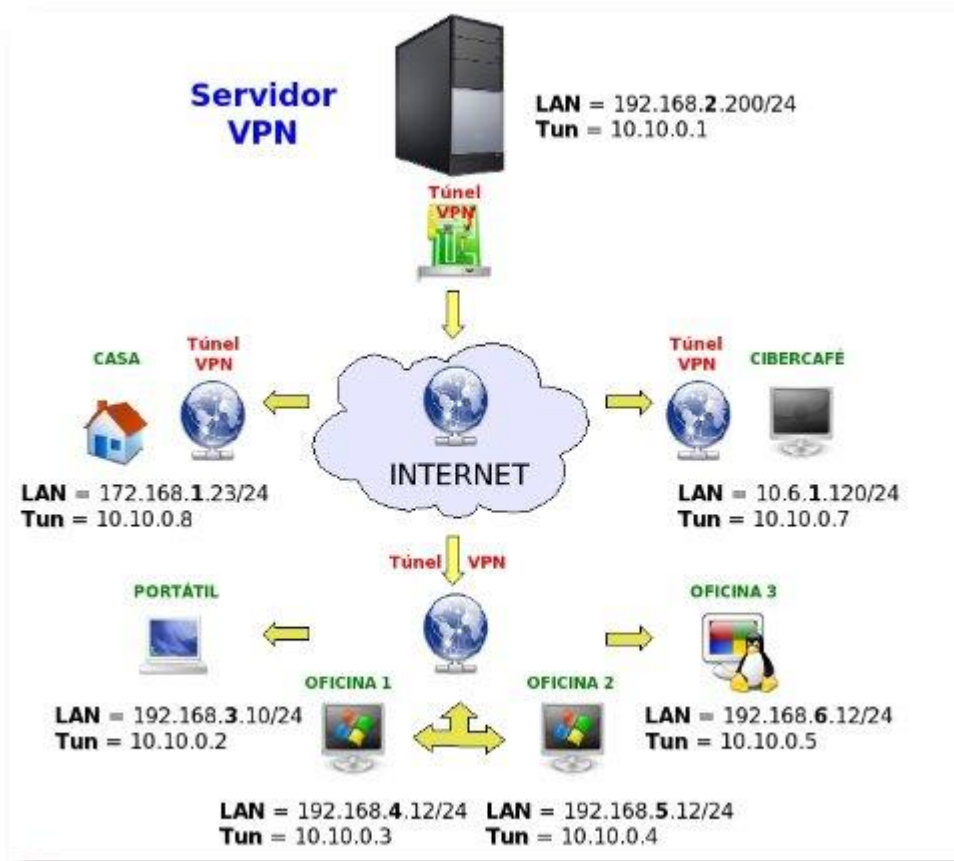 Servidor
VPN
LAN = 192.168.2.200/24
Tun = 10.10.0.1
Túnel
VPN
CASA
Túnel
VPN
Túnel
VPN
CIBERCAFÉ
INTERNET
LAN = 172.168.1.23/24
Tun = 10.10.0.8
LAN = 10.6.1.120/24
Tun = 10.10.0.7
Túnel VPN
PORTÁTIL
OFICINA 3
OFICINA 1
OFICINA 2
LAN = 192.168.3.10/24
Tun = 10.10.0.2
LAN = 192.168.6.12/24
Tun = 10.10.0.5
LAN = 192.168.4.12/24
Tun = 10.10.0.3
LAN = 192.168.5.12/24
Tun = 10.10.0.4